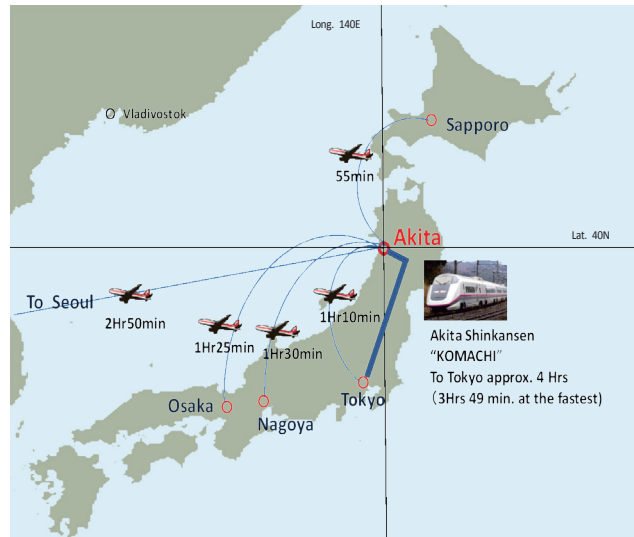 Long. 140E
Vladivostok
Sapporo
55min
Akita
Lat. 40N
To Seoul
2Hr50min
1Hr25min
1Hr30min
1Hr10min
Akita Shinkansen
“KOMACHI”
To Tokyo approx. 4 Hrs
(3Hrs 49 min. at the fastest)
Osaka
Nagoya
Tokyo